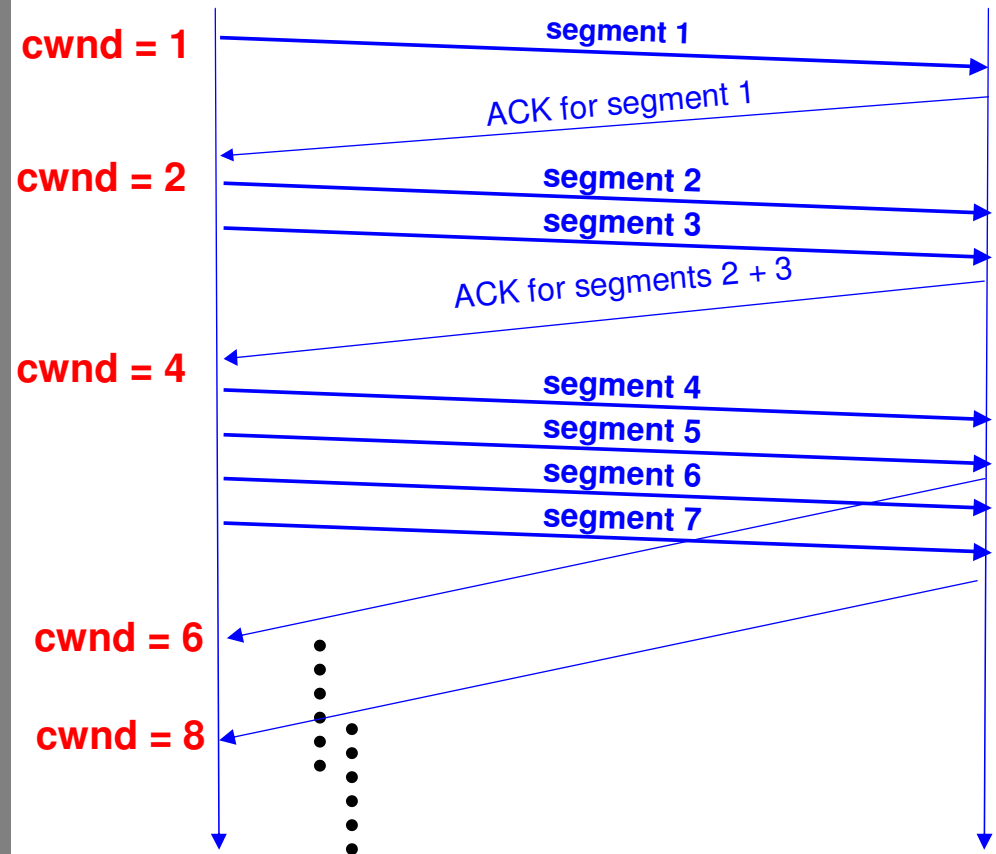 cwnd = 1
segment 1
ACK for segment 1
cwnd = 2
segment 2
segment 3
ACK for segments 2 + 3
cwnd = 4
segment 4
segment 5
segment 6
segment 7
cwnd = 6
cwnd = 8